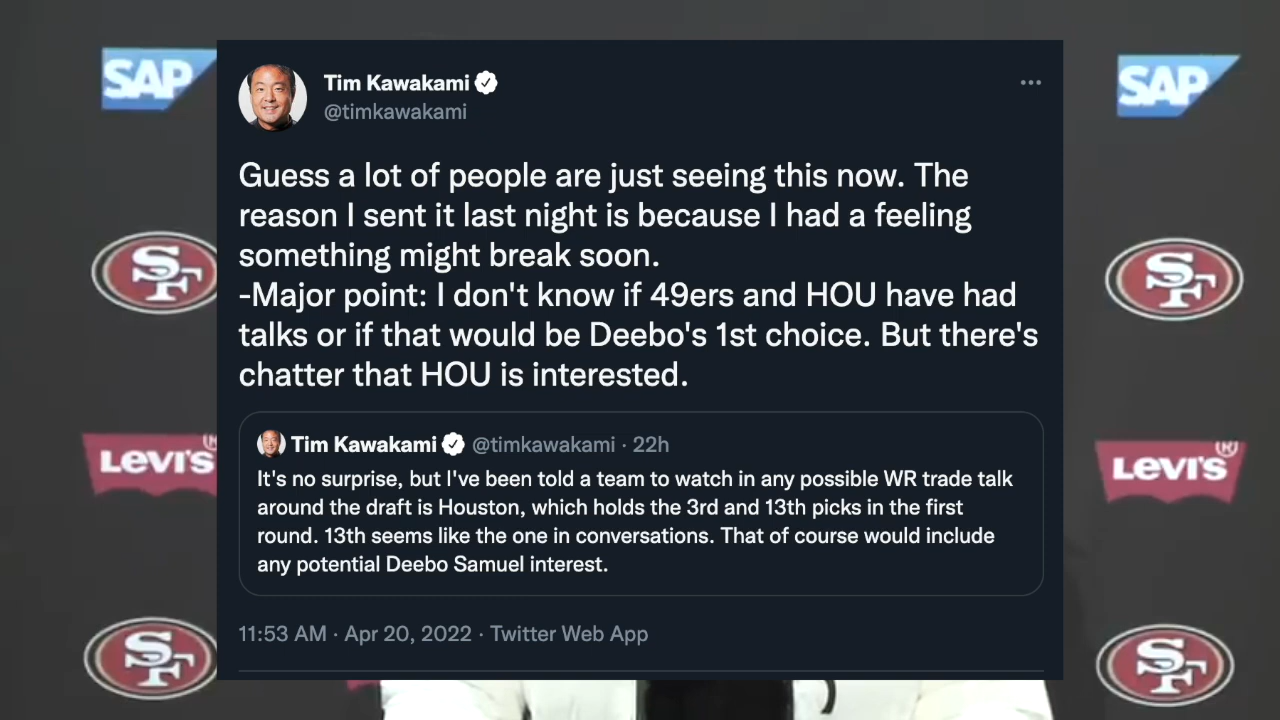 SAP
SAP
Tim Kawakami
@timkawakami
Guess a lot of people are just seeing this now. The
reason I sent it last night is because I had a feeling
something might break soon.
-Major point: I don't know if 49ers and HOU have had
talks or if that would be Deebo's 1st choice. But there's
chatter that HOU is interested.
Tim Kawakami @timkawakami · 22h
It's no surprise, but I've been told a team to watch in any possible WR trade talk
around the draft is Houston, which holds the 3rd and 13th picks in the first
round. 13th seems like the one in conversations. That of course would include
any potential Deebo Samuel interest.
11:53 AM · Apr 20, 2022 · Twitter Web App
SF
SF
LEVI'S
LEVI'S
SF
SF